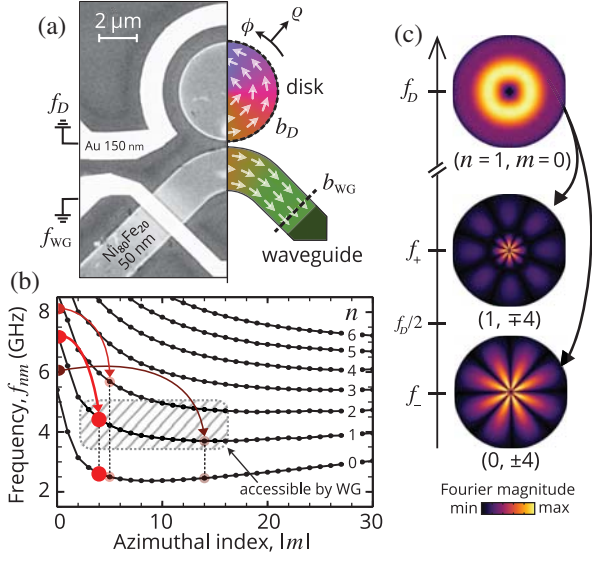 (a)
2 μm
ϕ
ϱ
disk
f_D
b_D
Au 150 nm
b_WG
f_WG
Ni80Fe20
50 nm
waveguide
(b)
Frequency, f_nm (GHz)
8
6
4
2
n
6
5
4
3
2
1
0
accessible by WG
0
10
20
30
Azimuthal index, |m|
(c)
f_D
(n = 1, m = 0)
f_+
(1, ∓4)
f_D/2
f_-
(0, ±4)
Fourier magnitude
min
max